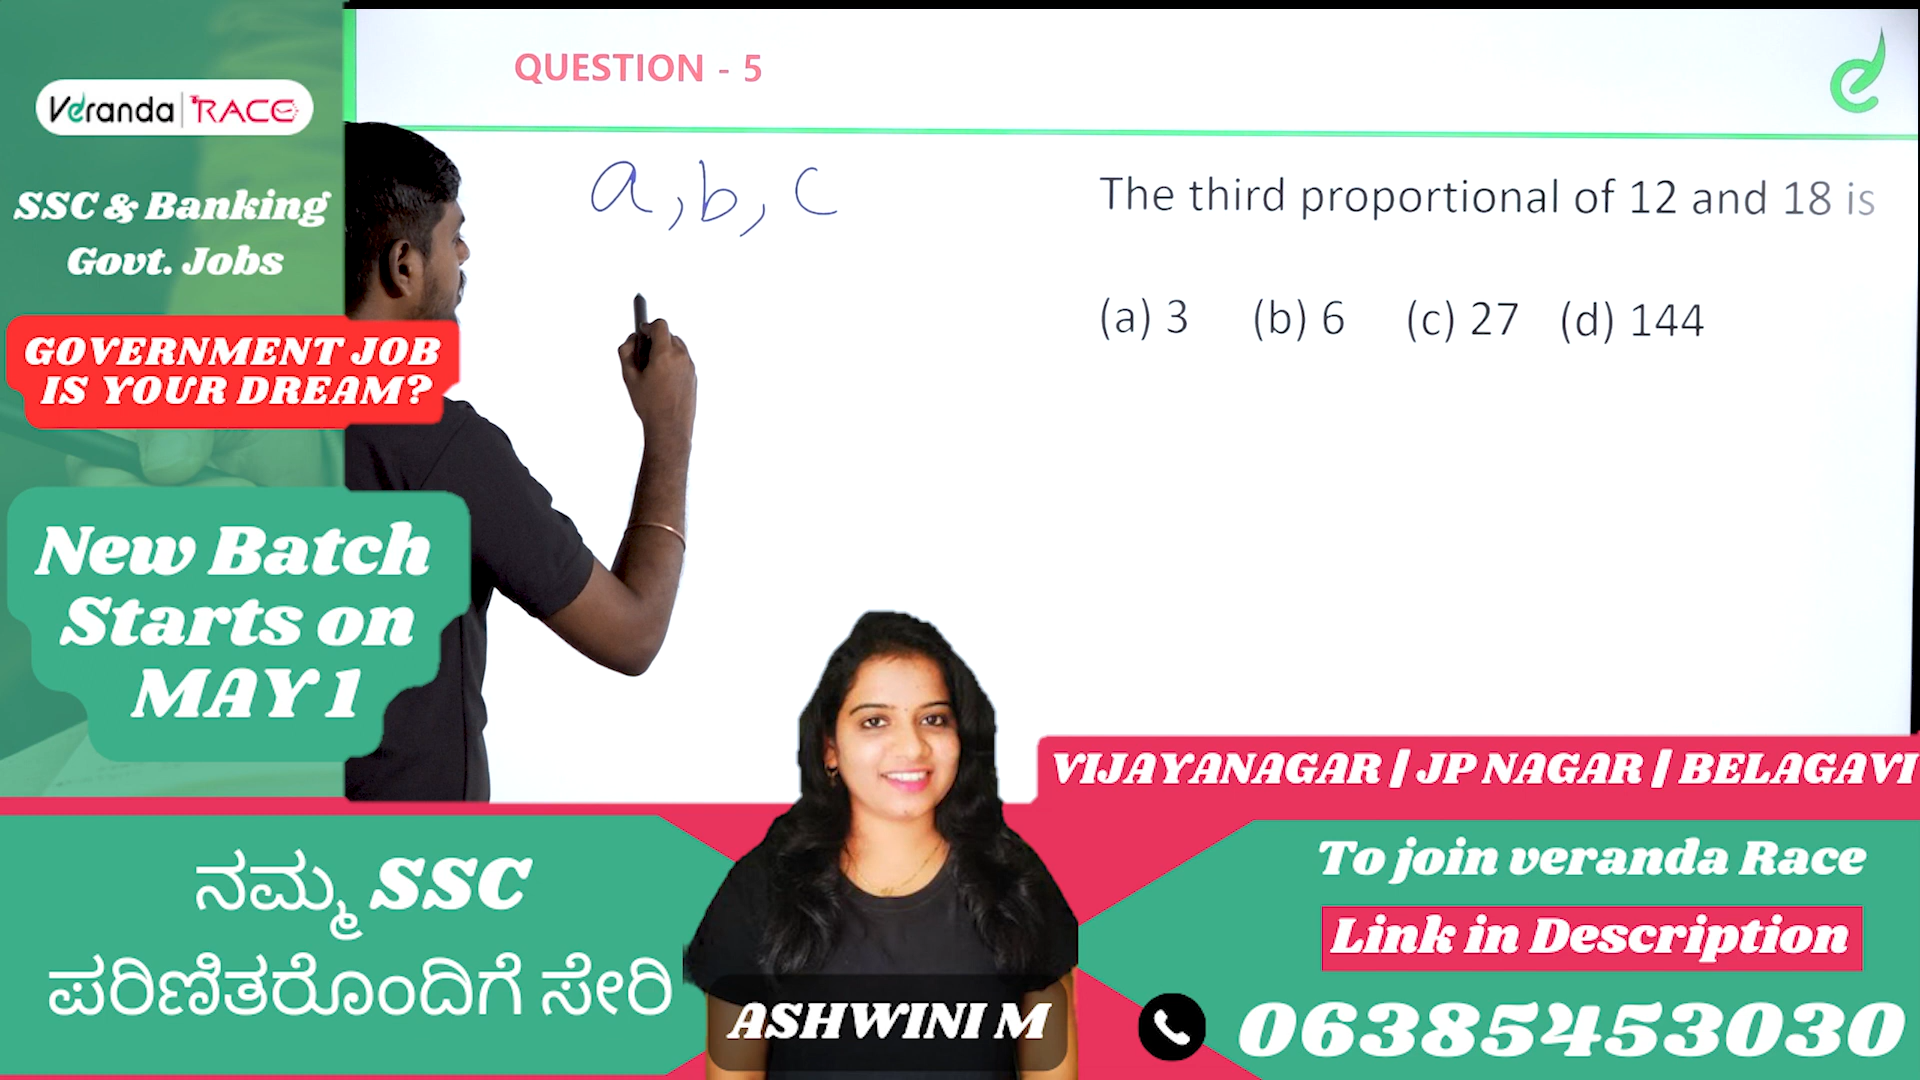 QUESTION - 5
Veranda RACE
SSC & Banking
Govt. Jobs
a, b, c
The third proportional of 12 and 18 is
(a) 3 (b) 6 (c) 27 (d) 144
GOVERNMENT JOB
IS YOUR DREAM?
New Batch
Starts on
MAY 1
VIJAYANAGAR / JP NAGAR / BELAGAVI
ನಮ್ಮ SSC
ಪರಿಣಿತರೊಂದಿಗೆ ಸೇರಿ
ASHWINI M
To join veranda Race
Link in Description
06385453030